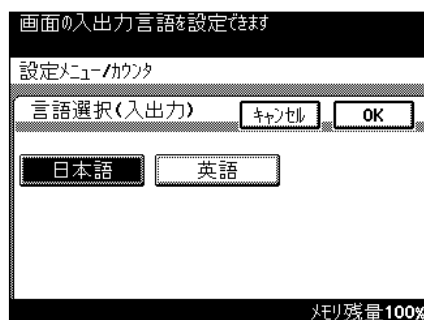 画面の入出力言語を設定できます
設定ﾒﾆｭｰ/ｶｳﾝﾀ
言語選択(入出力) ｷｬﾝｾﾙ OK
日本語 英語
ﾒﾓﾘ残量100%